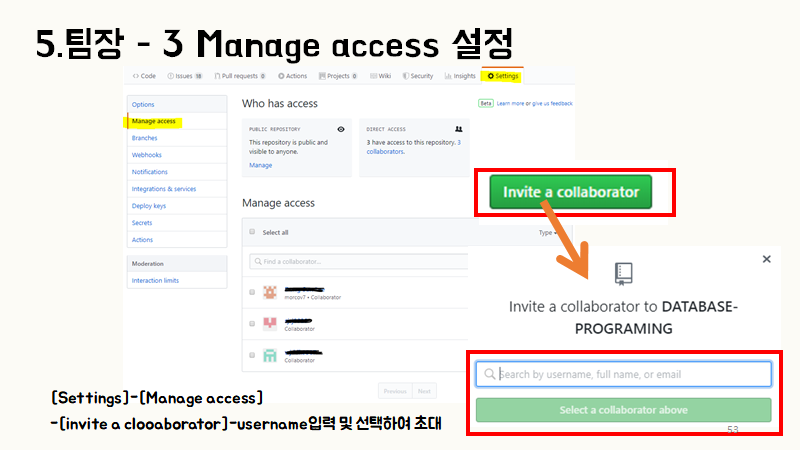 5.팀장 - 3 Manage access 설정
Code Issues 18 Pull requests 0 Actions Projects 0 Wiki Security Insights Settings
Options
Manage access
Branches
Webhooks
Notifications
Integrations & services
Deploy keys
Secrets
Actions
Moderation
Interaction limits
Who has access
Beta Learn more or give us feedback
PUBLIC REPOSITORY
This repository is public and
visible to anyone.
Manage
DIRECT ACCESS
3 have access to this repository. 3
collaborators.
Manage access
Select all
Type
Find a collaborator...
morcov7 • Collaborator
Collaborator
Collaborator
Previous Next
Invite a collaborator
Invite a collaborator to DATABASE-
PROGRAMING
Search by username, full name, or email
Select a collaborator above
[Settings]-[Manage access]
-[invite a clooaborator]-username입력 및 선택하여 초대
53